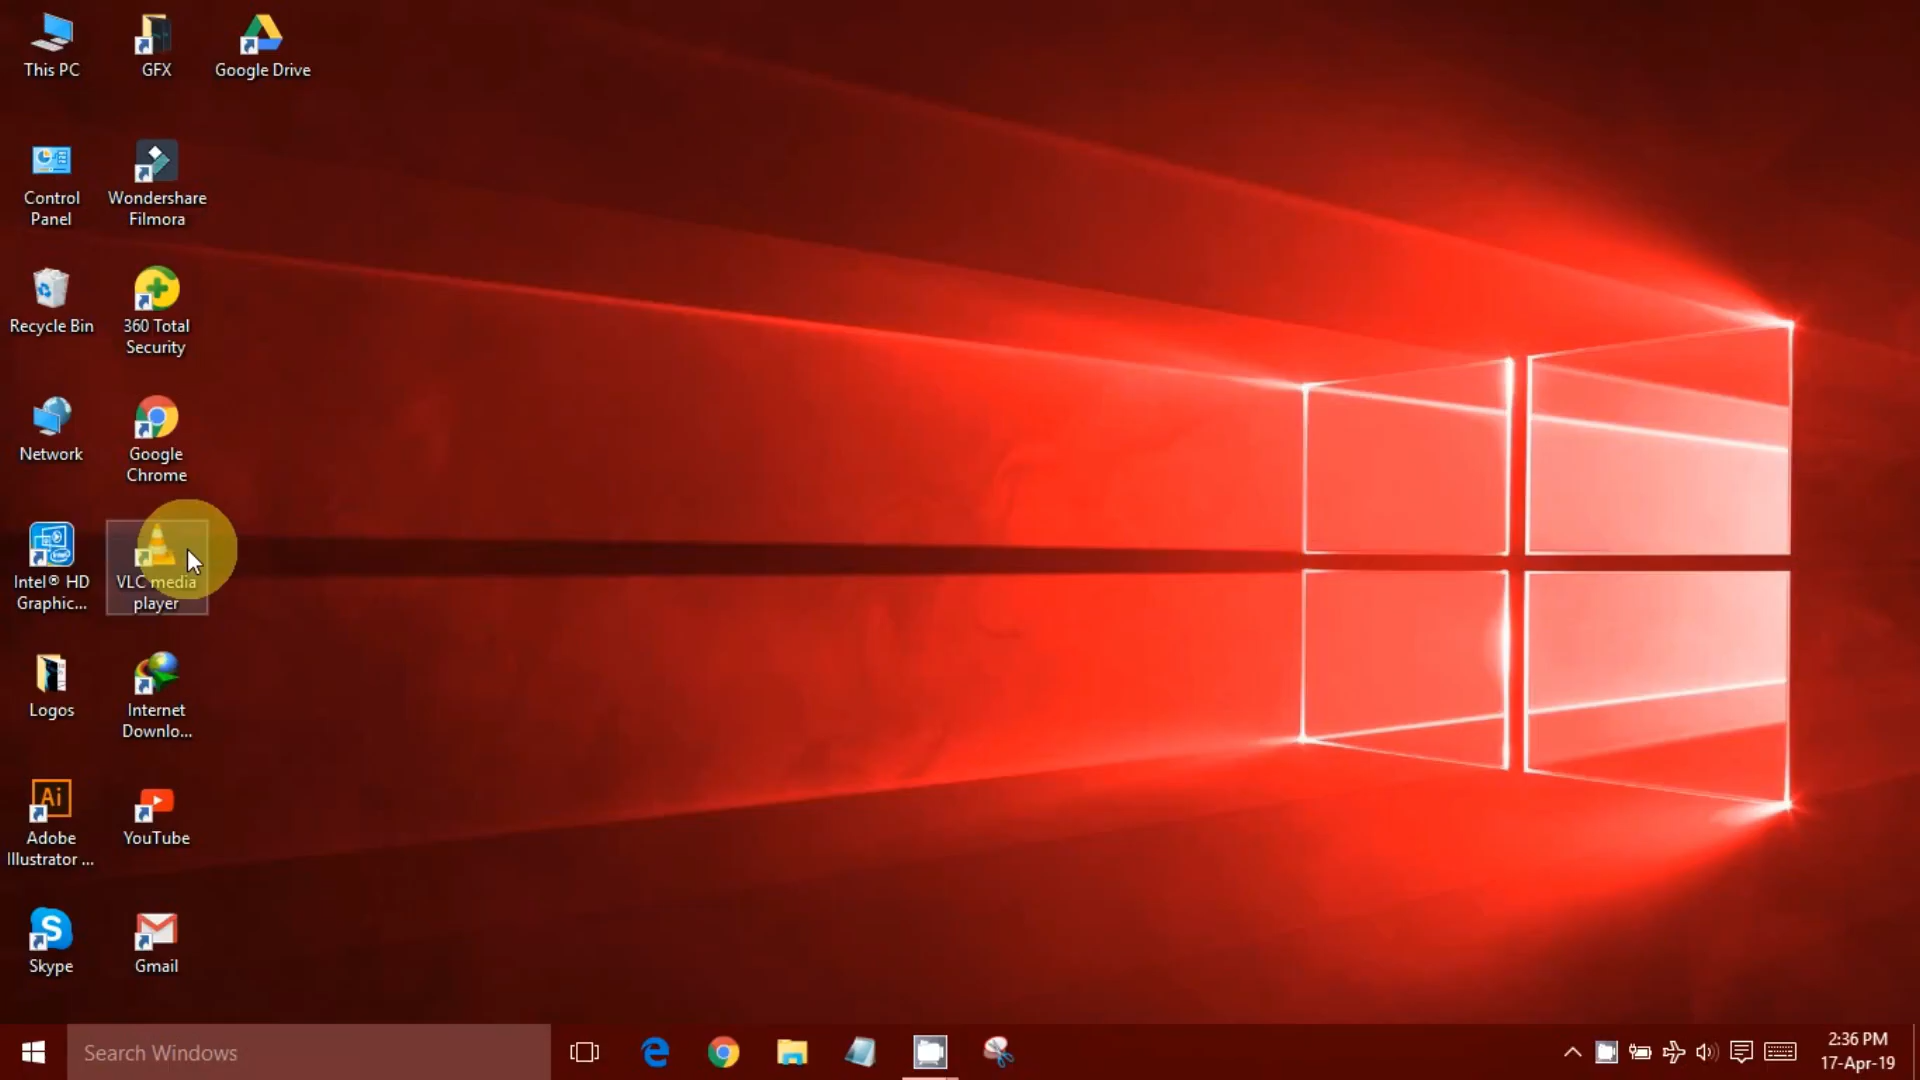 This PC
GFX
Google Drive
Control
Panel
Wondershare
Filmora
Recycle Bin
360 Total
Security
Network
Google
Chrome
Intel® HD
Graphic...
VLC media
player
Logos
Internet
Downlo...
Ai
Adobe
Illustrator ...
YouTube
S
Skype
Gmail
Search Windows
2:36 PM
17-Apr-19